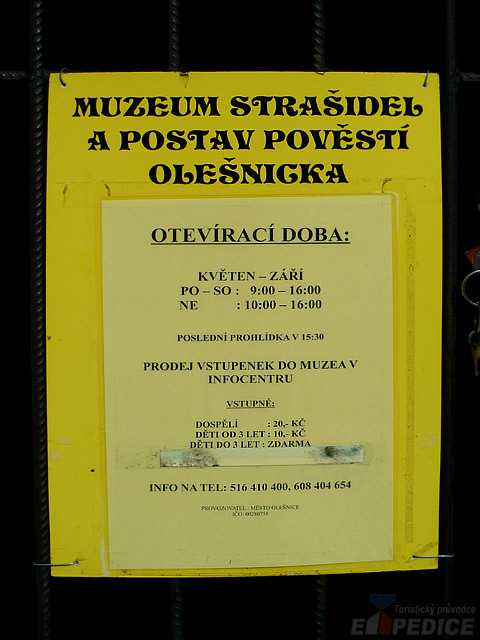 MUZEUM STRAŠIDEL
A POSTAV POVĚSTÍ
OLEŠNICKA
OTEVÍRACÍ DOBA:
KVĚTEN – ZÁŘÍ
PO – SO : 9:00 – 16:00
NE : 10:00 – 16:00
POSLEDNÍ PROHLÍDKA V 15:30
PRODEJ VSTUPENEK DO MUZEA V
INFOCENTRU
VSTUPNÉ:
DOSPĚLÍ : 20,- KČ
DĚTI OD 3 LET : 10,- KČ
DĚTI DO 3 LET : ZDARMA
INFO NA TEL: 516 410 400, 608 404 654
PROVOZOVATEL : MĚSTO OLEŠNICE
IČO: 00280755
Turistický průvodce
EXPEDICE